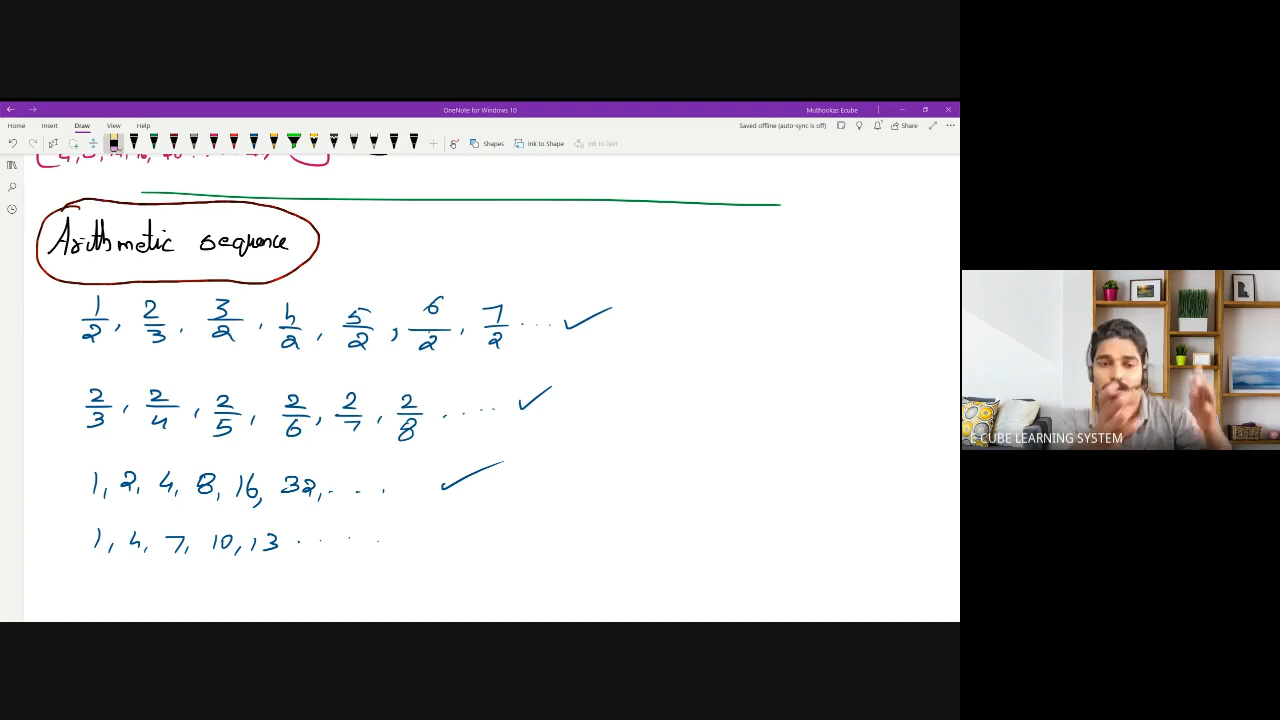 OneNote for Windows 10
Muthookas Ecube
Home Insert Draw View Help
Saved offline (auto-sync is off)
Share
Shapes Ink to Shape Ink to Text
Arithmetic sequence
1/2, 2/3, 3/2, 4/2, 5/2, 6/2, 7/2 ....
2/3, 2/4, 2/5, 2/6, 2/7, 2/8 ....
1, 2, 4, 8, 16, 32, ....
1, 4, 7, 10, 13 ....
E CUBE LEARNING SYSTEM